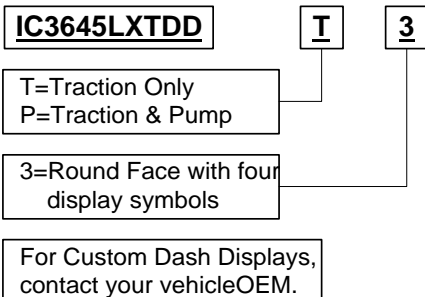 IC3645LXTDD T 3
T=Traction Only
P=Traction & Pump
3=Round Face with four
display symbols
For Custom Dash Displays,
contact your vehicleOEM.